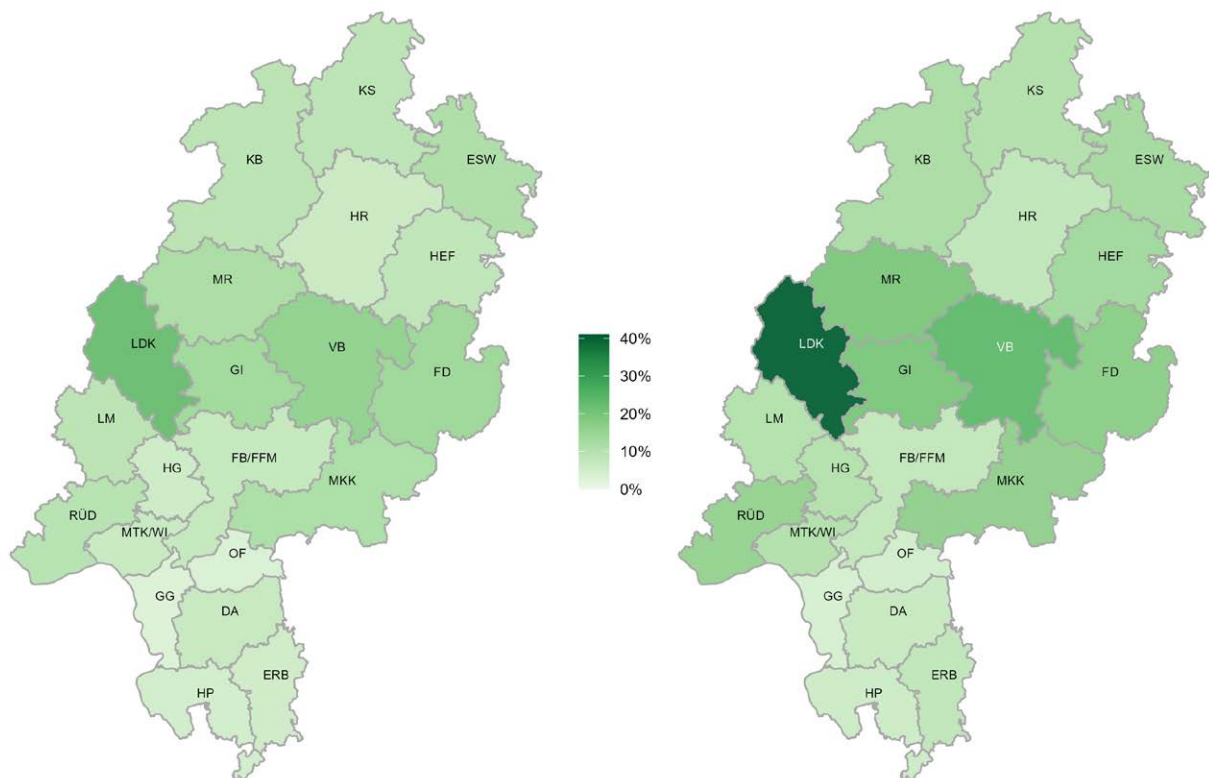 KS
KB
ESW
HR
HEF
MR
LDK
VB
GI
FD
LM
FB/FFM
HG
MKK
RÜD
MTK/WI
OF
GG
DA
ERB
HP
40%
30%
20%
10%
0%
KS
KB
ESW
HR
HEF
MR
LDK
VB
GI
FD
LM
FB/FFM
HG
MKK
RÜD
MTK/WI
OF
GG
DA
ERB
HP